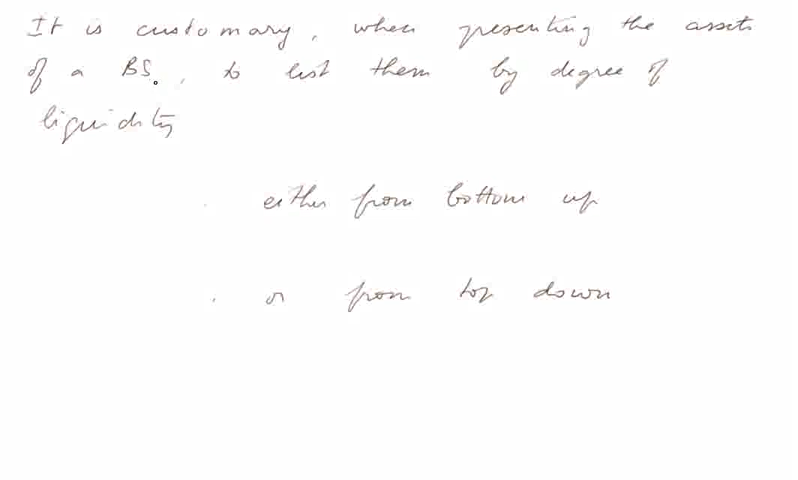 It is customary, when presenting the assets
of a BS., to list them by degree of
liquidity
. either from bottom up
. or from top down